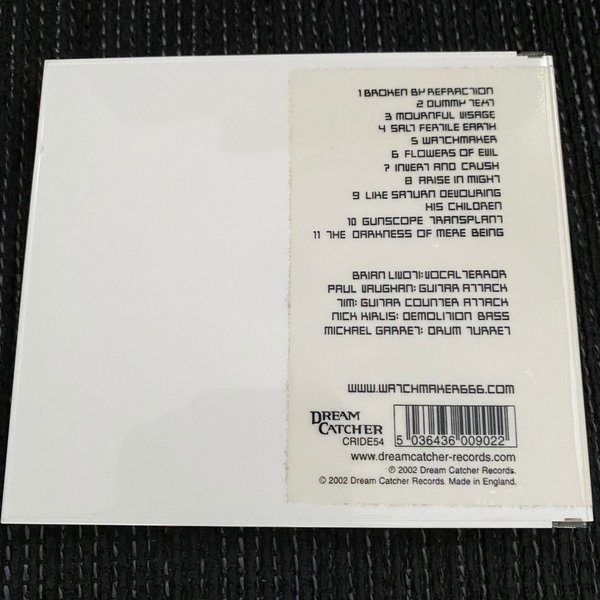 1 BROKEN BY REFRACTION
2 DUMMY TEXT
3 MOURNFUL VISAGE
4 SALT FERTILE EARTH
5 WATCHMAKER
6 FLOWERS OF EVIL
7 INVERT AND CRUSH
8 ARISE IN MIGHT
9 LIKE SATURN DEVOURING
HIS CHILDREN
10 GUNSCOPE TRANSPLANT
11 THE DARKNESS OF MERE BEING
BRIAN LIVOTI:VOCALTERROR
PAUL VAUGHAN: GUITAR ATTACK
TIM: GUITAR COUNTER ATTACK
NICK KIRLIS: DEMOLITION BASS
MICHAEL GARRET: DRUM TURRET
WWW.WATCHMAKER666.COM
DREAM CATCHER
CRIDE54
5 036436 009022
www.dreamcatcher-records.com
℗ 2002 Dream Catcher Records.
© 2002 Dream Catcher Records. Made in England.